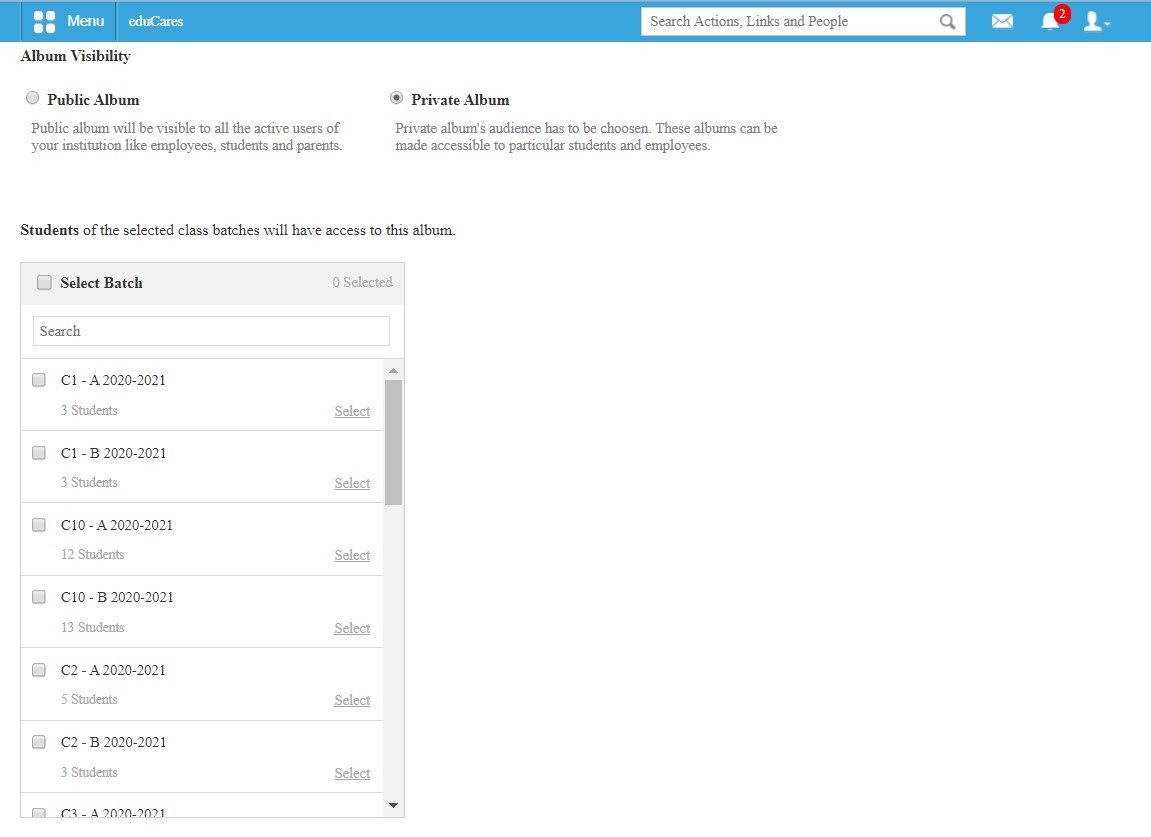 Menu eduCares Search Actions, Links and People 2
Album Visibility
Public Album Private Album
Public album will be visible to all the active users of
your institution like employees, students and parents.
Private album's audience has to be choosen. These albums can be
made accessible to particular students and employees.
Students of the selected class batches will have access to this album.
Select Batch 0 Selected
Search
C1 - A 2020-2021
3 Students Select
C1 - B 2020-2021
3 Students Select
C10 - A 2020-2021
12 Students Select
C10 - B 2020-2021
13 Students Select
C2 - A 2020-2021
5 Students Select
C2 - B 2020-2021
3 Students Select
C3 - A 2020-2021